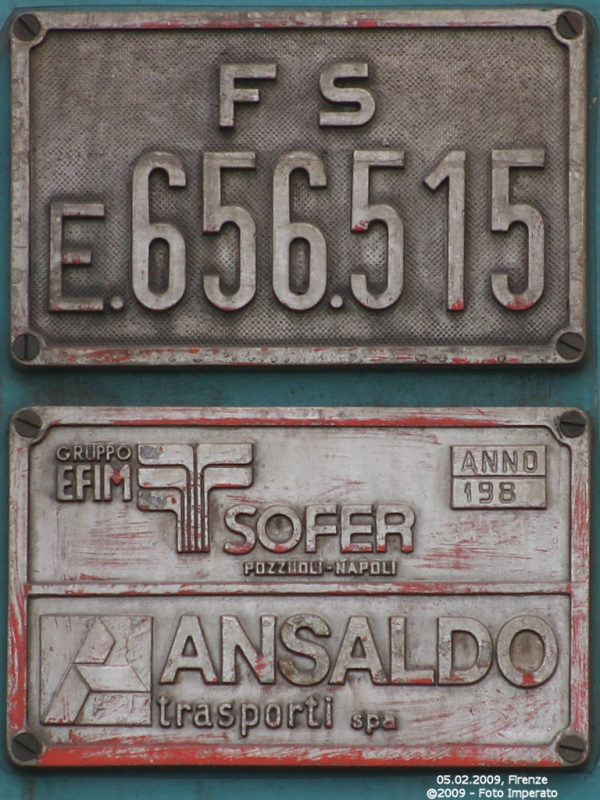 FS
E.656.515
GRUPPO
EFIM
SOFER
POZZUOLI-NAPOLI
ANNO
198
ANSALDO
trasporti spa
05.02.2009, Firenze
©2009 - Foto Imperato